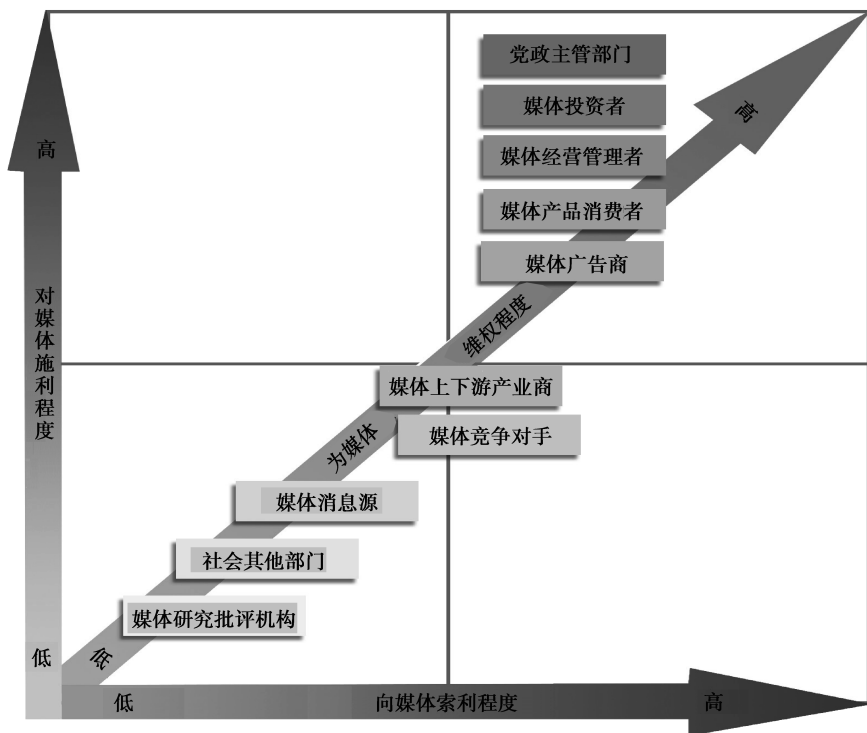 党政主管部门
媒体投资者
高
高
媒体经营管理者
媒体产品消费者
媒体广告商
对媒体施利程度
维权程度
媒体上下游产业商
媒体竞争对手
为媒体
媒体消息源
社会其他部门
媒体研究批评机构
低
低
低
向媒体索利程度
高